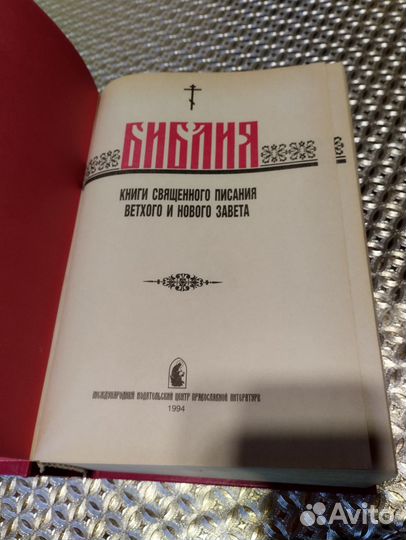 БИБЛИЯ
КНИГИ СВЯЩЕННОГО ПИСАНИЯ
ВЕТХОГО И НОВОГО ЗАВЕТА
МЕЖДУНАРОДНЫЙ ИЗДАТЕЛЬСКИЙ ЦЕНТР ПРАВОСЛАВНОЙ ЛИТЕРАТУРЫ
1994
Avito